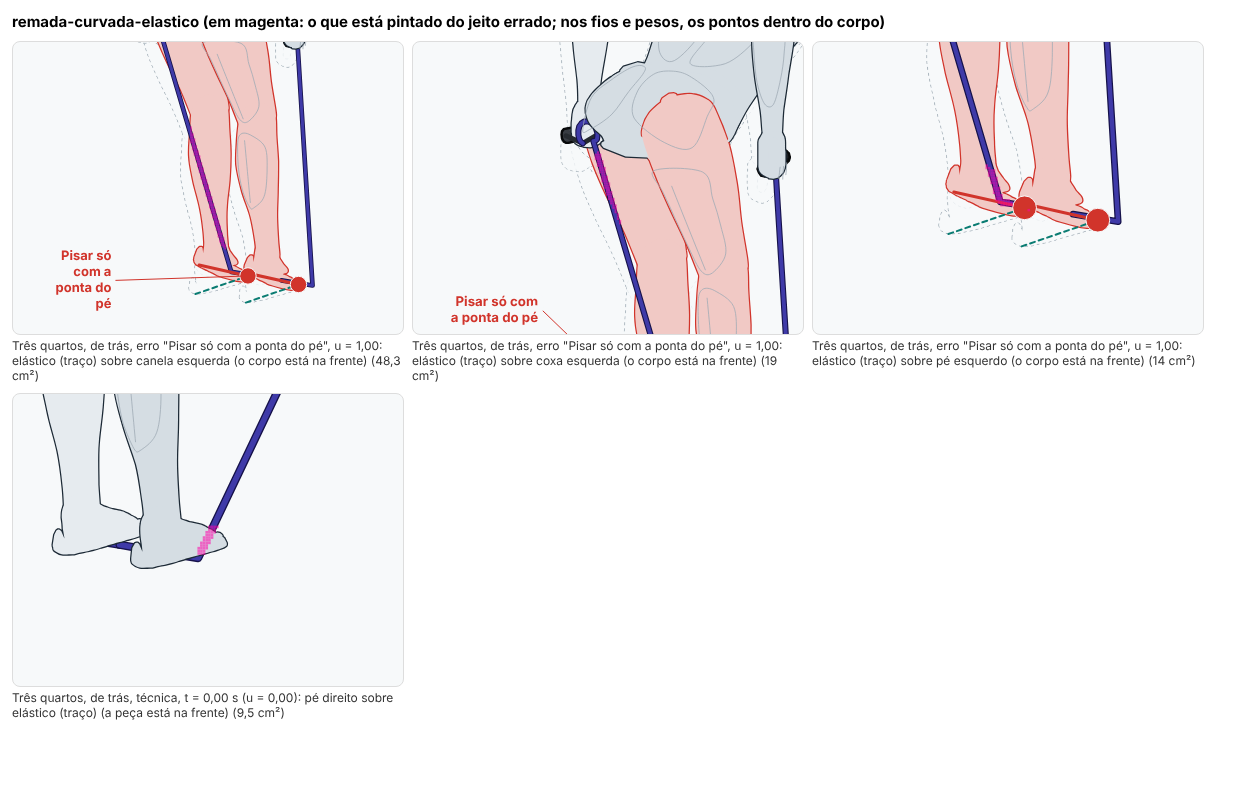 remada-curvada-elastico (em magenta: o que está pintado do jeito errado; nos fios e pesos, os pontos dentro do corpo)
Pisar só
com a
ponta do
pé
Três quartos, de trás, erro "Pisar só com a ponta do pé", u = 1,00:
elástico (traço) sobre canela esquerda (o corpo está na frente) (48,3
cm²)
Pisar só com
a ponta do pé
Três quartos, de trás, erro "Pisar só com a ponta do pé", u = 1,00:
elástico (traço) sobre coxa esquerda (o corpo está na frente) (19
cm²)
Três quartos, de trás, erro "Pisar só com a ponta do pé", u = 1,00:
elástico (traço) sobre pé esquerdo (o corpo está na frente) (14 cm²)
Três quartos, de trás, técnica, t = 0,00 s (u = 0,00): pé direito sobre
elástico (traço) (a peça está na frente) (9,5 cm²)